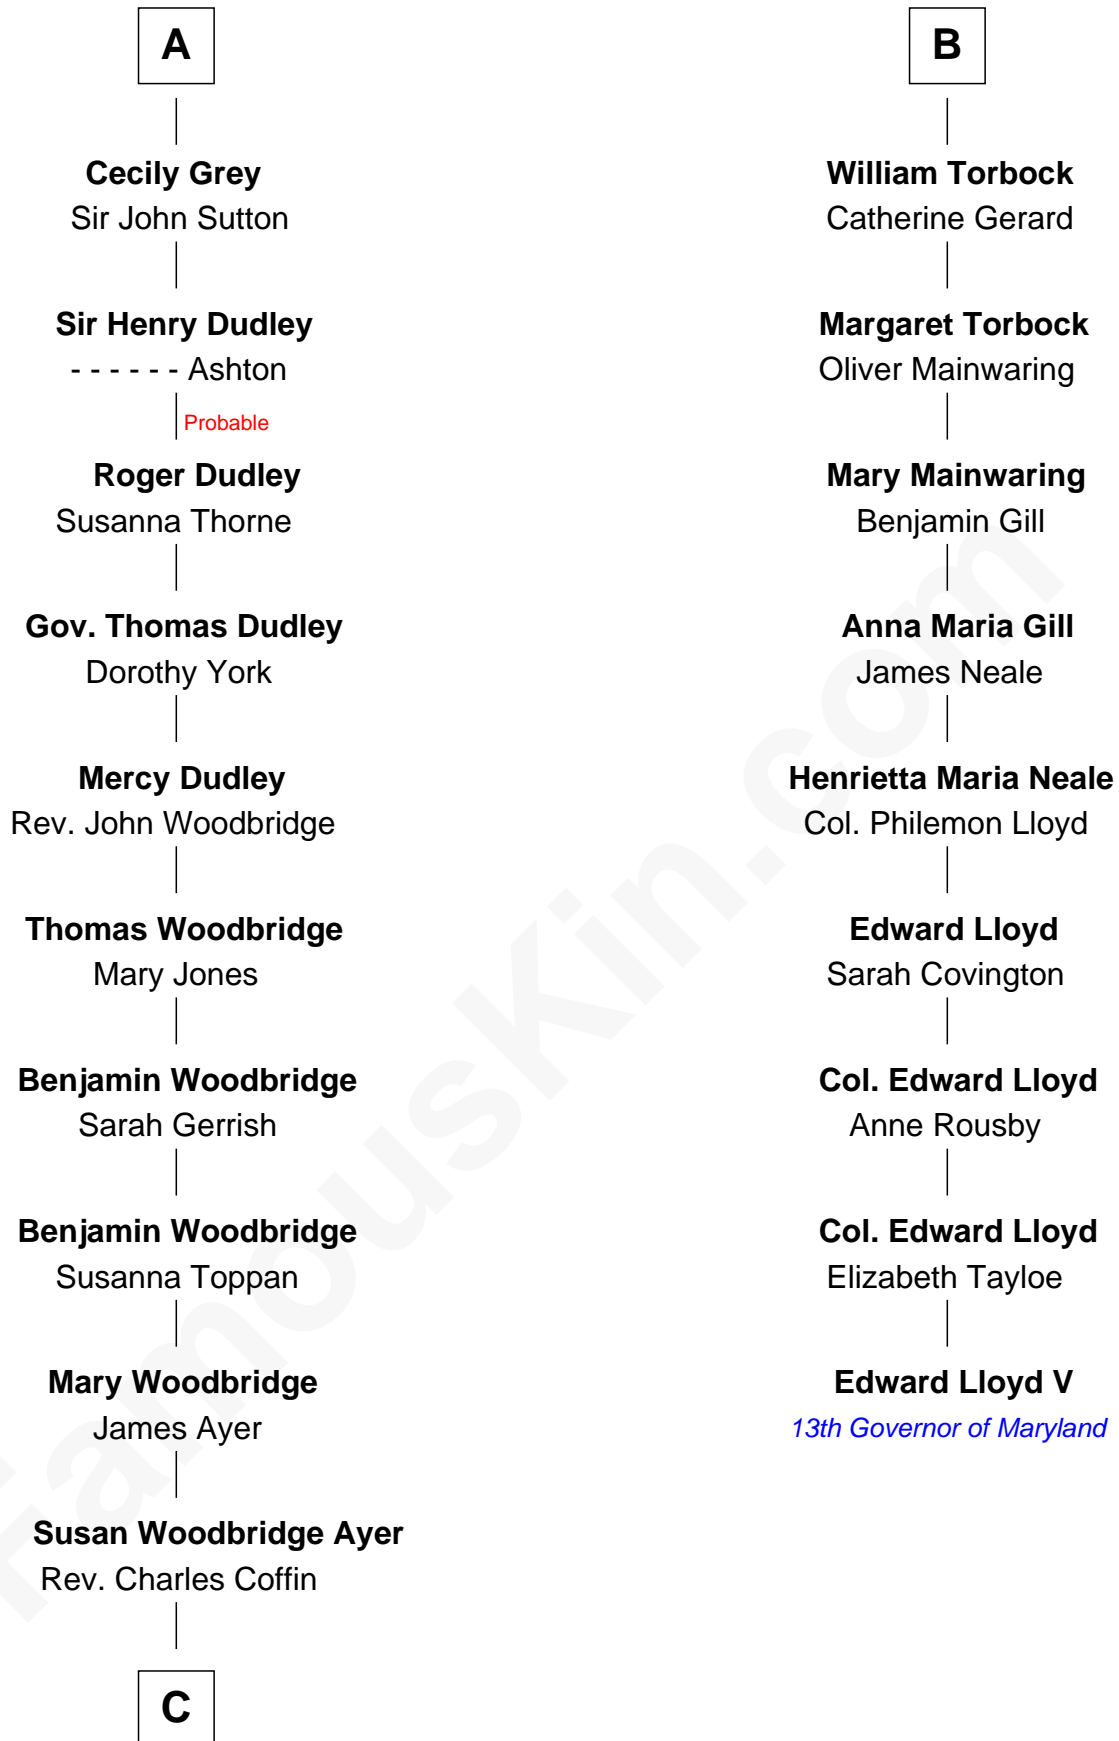 A
Cecily Grey
Sir John Sutton
Sir Henry Dudley
- - - - - - Ashton
Probable
Roger Dudley
Susanna Thorne
Gov. Thomas Dudley
Dorothy York
Mercy Dudley
Rev. John Woodbridge
Thomas Woodbridge
Mary Jones
Benjamin Woodbridge
Sarah Gerrish
Benjamin Woodbridge
Susanna Toppan
Mary Woodbridge
James Ayer
Susan Woodbridge Ayer
Rev. Charles Coffin
C
B
William Torbock
Catherine Gerard
Margaret Torbock
Oliver Mainwaring
Mary Mainwaring
Benjamin Gill
Anna Maria Gill
James Neale
Henrietta Maria Neale
Col. Philemon Lloyd
Edward Lloyd
Sarah Covington
Col. Edward Lloyd
Anne Rousby
Col. Edward Lloyd
Elizabeth Tayloe
Edward Lloyd V
13th Governor of Maryland
FamousKin.com